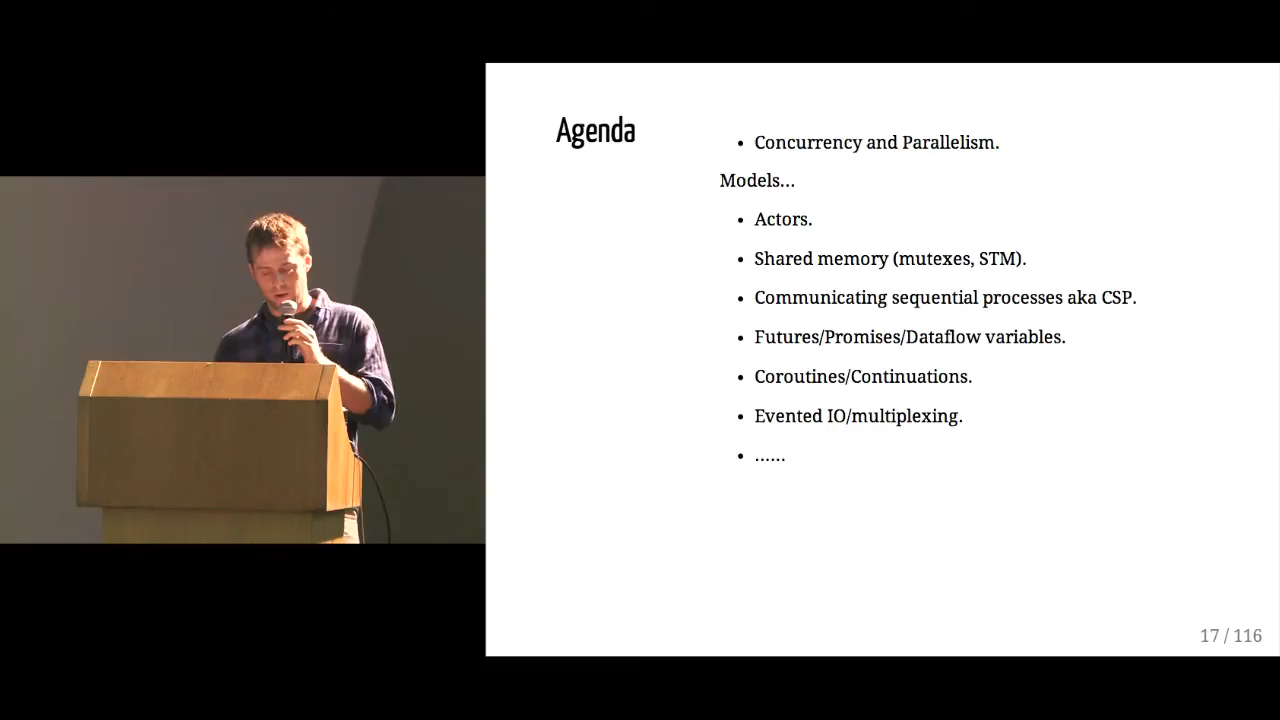 Agenda
• Concurrency and Parallelism.
Models...
• Actors.
• Shared memory (mutexes, STM).
• Communicating sequential processes aka CSP.
• Futures/Promises/Dataflow variables.
• Coroutines/Continuations.
• Evented IO/multiplexing.
• ......
17 / 116